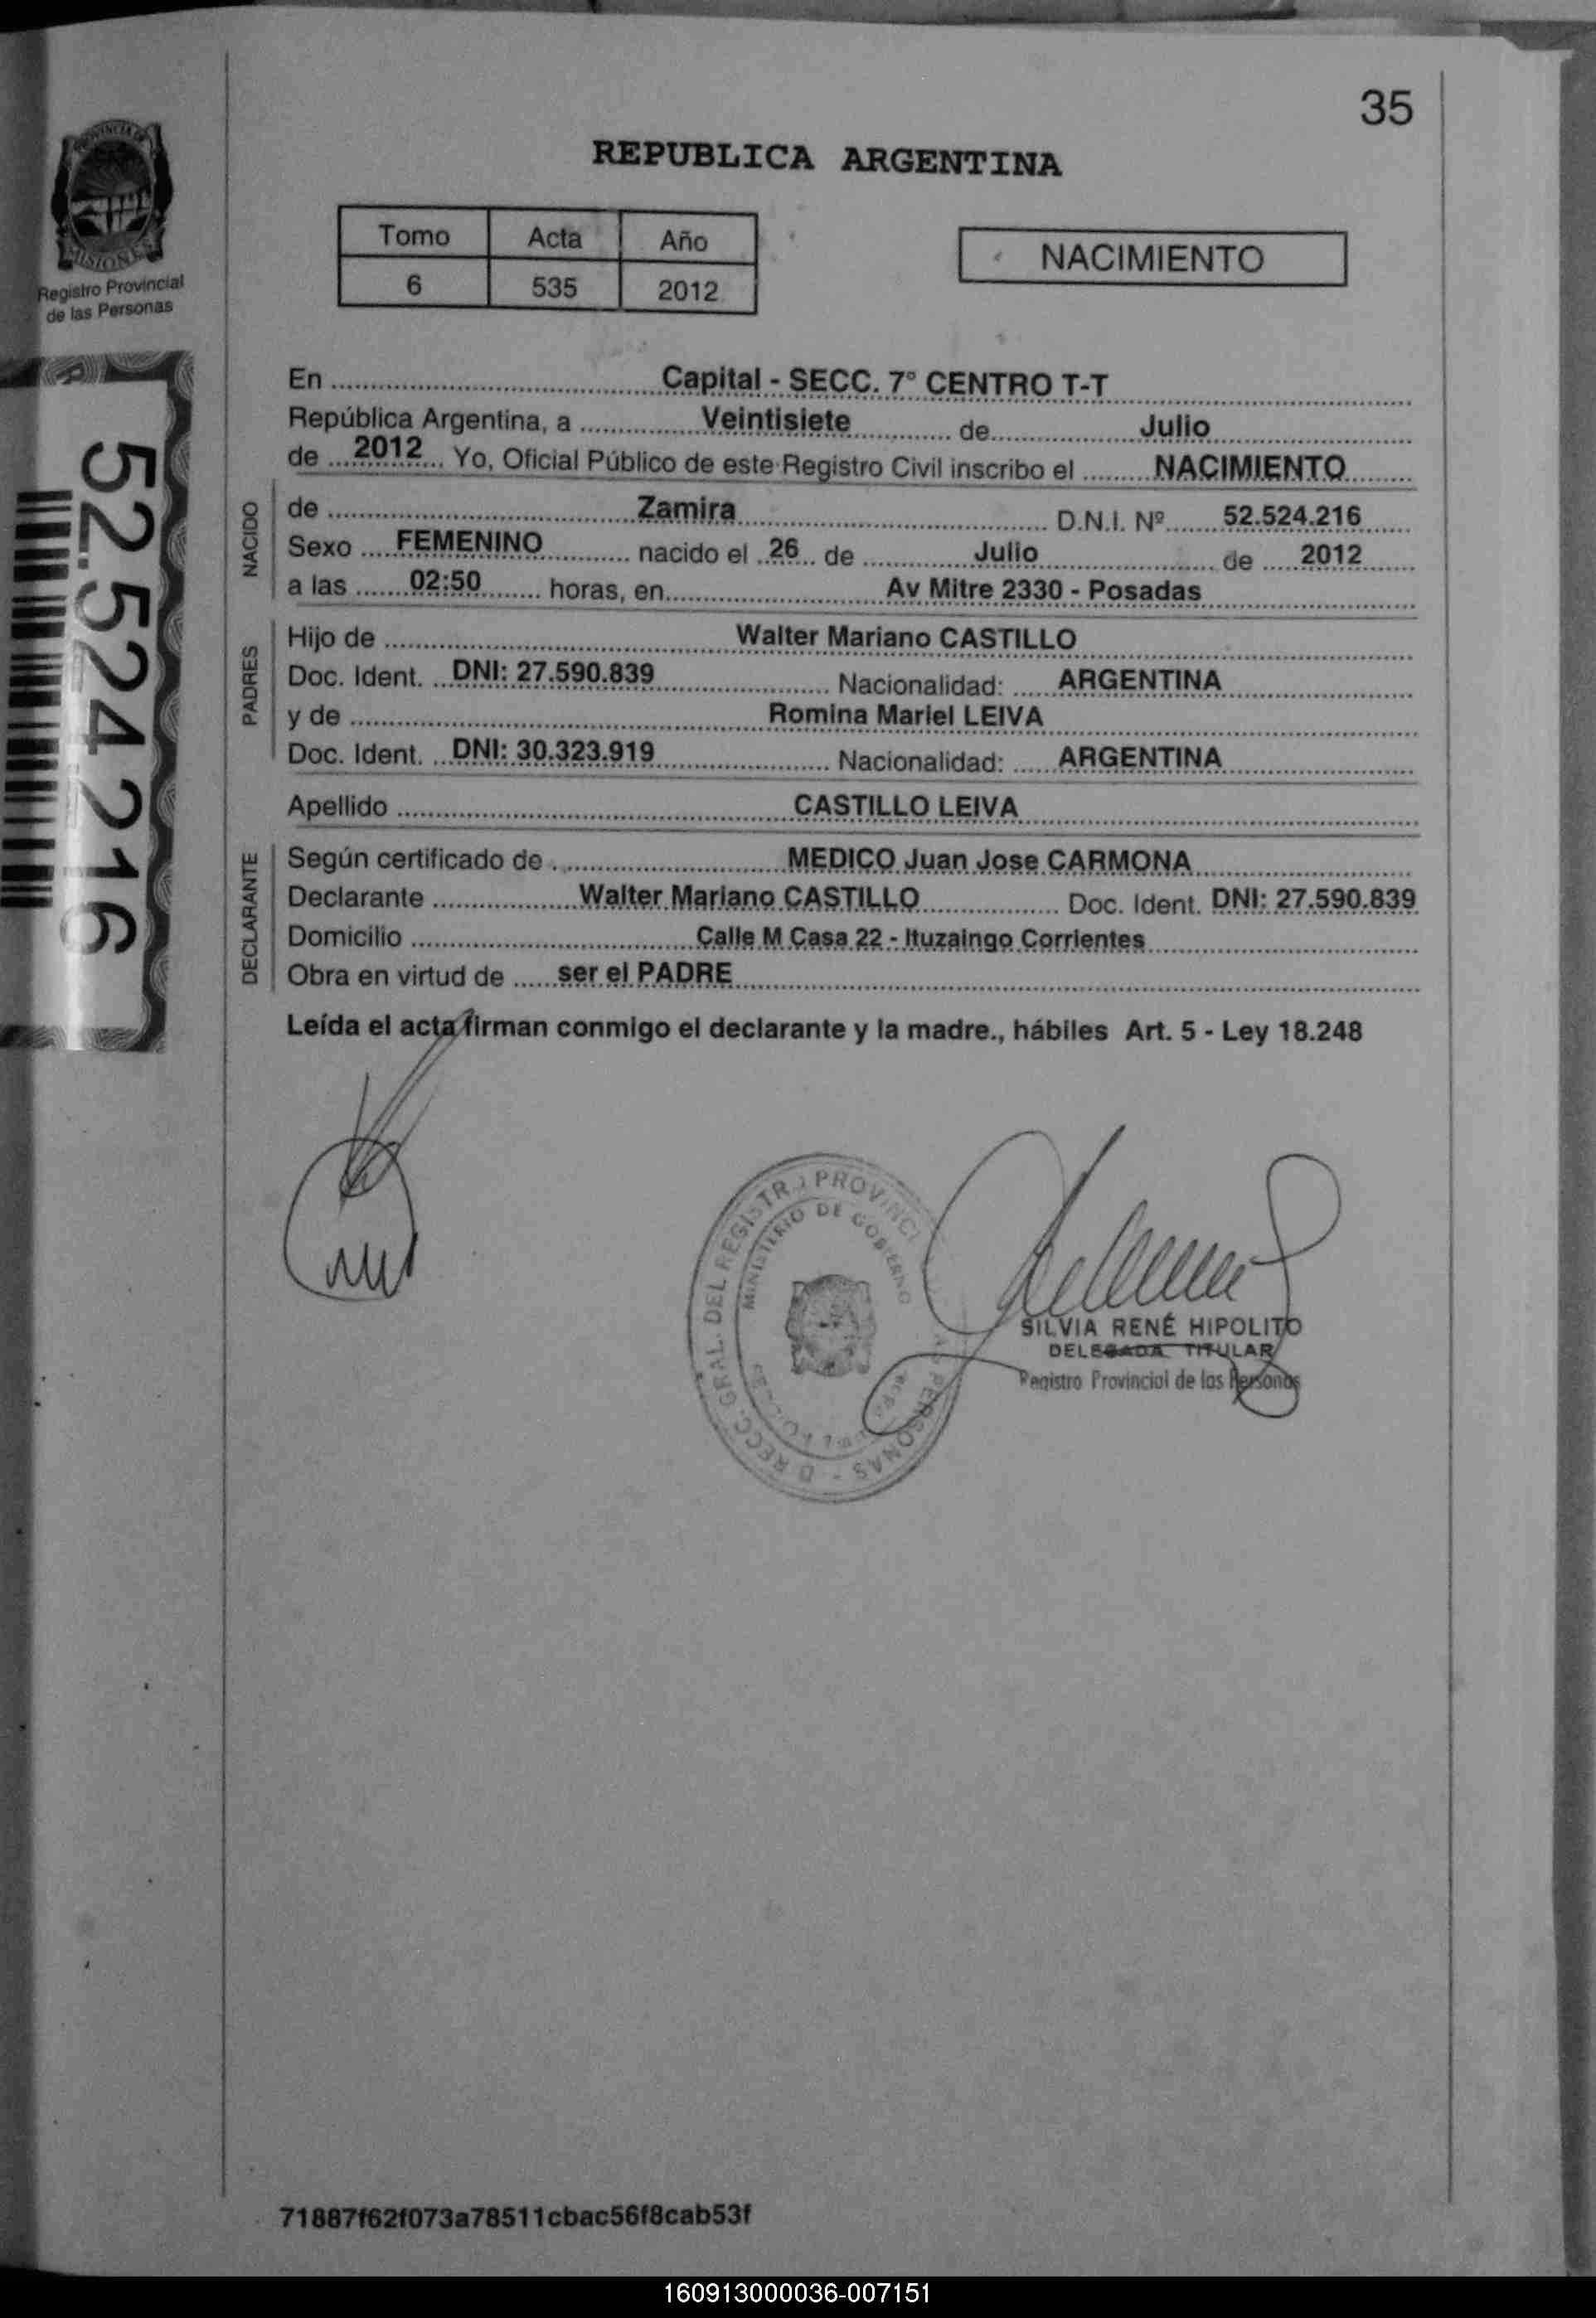 35
REPUBLICA ARGENTINA
PROVINCIA DE
MISIONES
Registro Provincial
de las Personas
Tomo Acta Año
6 535 2012
NACIMIENTO
En Capital - SECC. 7° CENTRO T-T
República Argentina, a Veintisiete de Julio
de 2012 Yo, Oficial Público de este Registro Civil inscribo el NACIMIENTO
NACIDO
de Zamira D.N.I. Nº 52.524.216
Sexo FEMENINO nacido el 26 de Julio de 2012
a las 02:50 horas, en Av Mitre 2330 - Posadas
PADRES
Hijo de Walter Mariano CASTILLO
Doc. Ident. DNI: 27.590.839 Nacionalidad: ARGENTINA
y de Romina Mariel LEIVA
Doc. Ident. DNI: 30.323.919 Nacionalidad: ARGENTINA
Apellido CASTILLO LEIVA
DECLARANTE
Según certificado de MEDICO Juan Jose CARMONA
Declarante Walter Mariano CASTILLO Doc. Ident. DNI: 27.590.839
Domicilio Calle M Casa 22 - Ituzaingo Corrientes
Obra en virtud de ser el PADRE
Leída el acta firman conmigo el declarante y la madre., hábiles Art. 5 - Ley 18.248
52.524.216
GRAL. DEL REGISTRO
MINISTERIO DE GOBIERNO
PERSONAS
SILVIA RENÉ HIPOLITO
DELEGADA TITULAR
Registro Provincial de las Personas
71887f62f073a78511cbac56f8cab53f
160913000036-007151